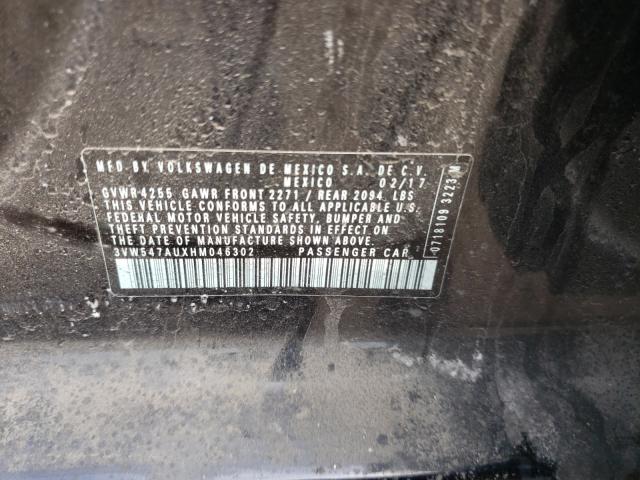 MFD. BY. VOLKSWAGEN DE MEXICO S.A. DE C.V.
MEXICO 02/17
GVWR 4255 GAWR FRONT 2271 / REAR 2094 LBS
THIS VEHICLE CONFORMS TO ALL APPLICABLE U.S.
FEDERAL MOTOR VEHICLE SAFETY, BUMPER AND
THEFT PREVENTION STANDARDS IN EFFECT ON
DATE OF MANUFACTURE SHOWN ABOVE.
3VW547AUXHM046302 PASSENGER CAR
0718109 3223 M